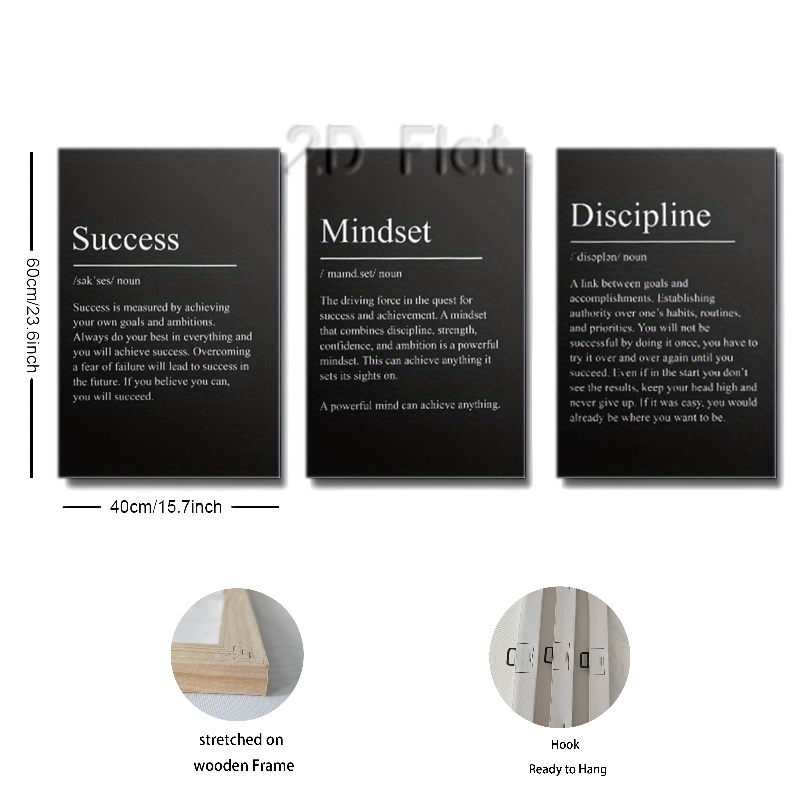 2D Flat
Success
/sək'ses/ noun
Success is measured by achieving
your own goals and ambitions.
Always do your best in everything and
you will achieve success. Overcoming
a fear of failure will lead to success in
the future. If you believe you can,
you will succeed.
Mindset
/ˈmaɪnd.set/ noun
The driving force in the quest for
success and achievement. A mindset
that combines discipline, strength,
confidence, and ambition is a powerful
mindset. This can achieve anything it
sets its sights on.
A powerful mind can achieve anything.
Discipline
/ˈdisəplən/ noun
A link between goals and
accomplishments. Establishing
authority over one's habits, routines,
and priorities. You will not be
successful by doing it once, you have to
try it over and over again until you
succeed. Even if in the start you don't
see the results, keep your head high and
never give up. If it was easy, you would
already be where you want to be.
60cm/23.6inch
40cm/15.7inch
stretched on
wooden Frame
Hook
Ready to Hang